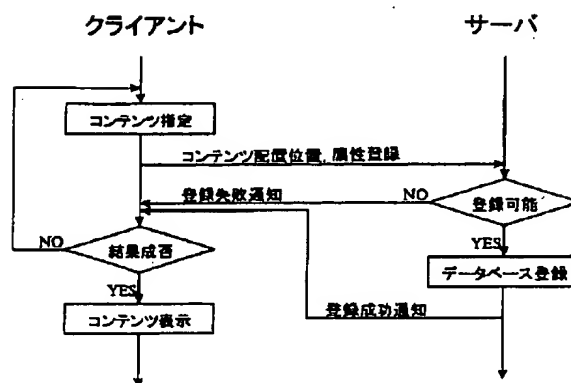 クライアント
サーバ
コンテンツ指定
コンテンツ配置位置, 属性登録
登録失敗通知
NO
登録可能
NO
結果成否
YES
データベース登録
YES
登録成功通知
コンテンツ表示